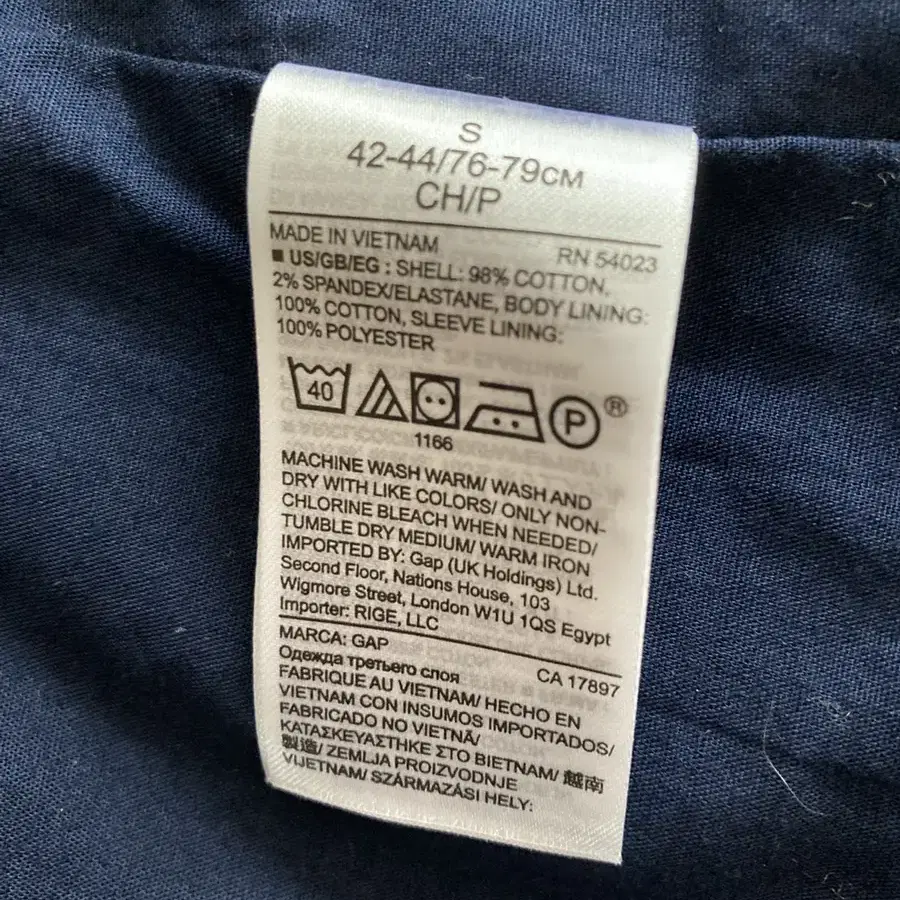 S
42-44/76-79CM
CH/P
MADE IN VIETNAM
RN 54023
■ US/GB/EG : SHELL: 98% COTTON,
2% SPANDEX/ELASTANE, BODY LINING:
100% COTTON, SLEEVE LINING:
100% POLYESTER
40
P ®
1166
MACHINE WASH WARM/ WASH AND
DRY WITH LIKE COLORS/ ONLY NON-
CHLORINE BLEACH WHEN NEEDED/
TUMBLE DRY MEDIUM/ WARM IRON
IMPORTED BY: Gap (UK Holdings) Ltd.
Second Floor, Nations House, 103
Wigmore Street, London W1U 1QS Egypt
Importer: RIGE, LLC
MARCA: GAP
CA 17897
Одежда третьего слоя
FABRIQUE AU VIETNAM/ HECHO EN
VIETNAM CON INSUMOS IMPORTADOS/
FABRICADO NO VIETNÃ/
ΚΑΤΑΣΚΕΥΑΣΤΗΚΕ ΣΤΟ ΒΙΕΤΝΑΜ/ 越南
製造/ ZEMLJA PROIZVODNJE
VIJETNAM/ SZÁRMAZÁSI HELY: